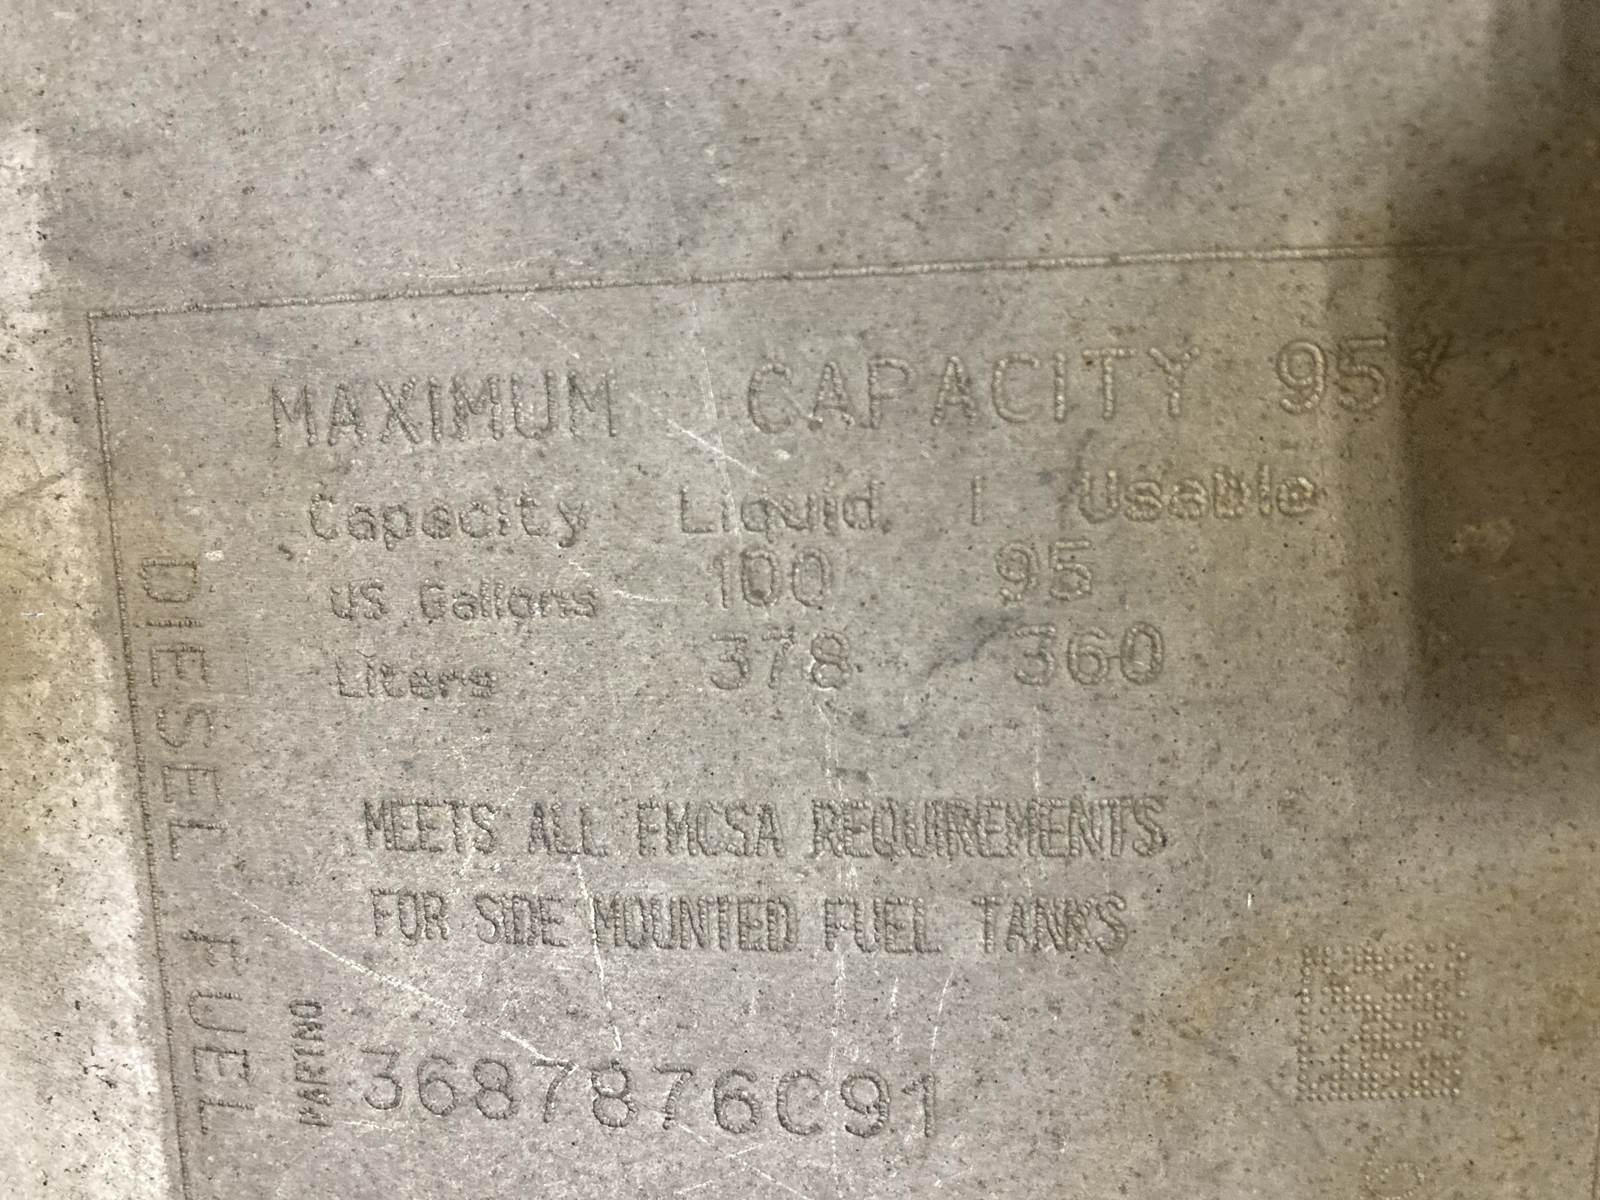 MAXIMUM CAPACITY 95%
Capacity Liquid | Usable
US Gallons 100 95
Liters 378 360
MEETS ALL FMCSA REQUIREMENTS
FOR SIDE MOUNTED FUEL TANKS
PART NO 3687876C91
DIESEL FUEL